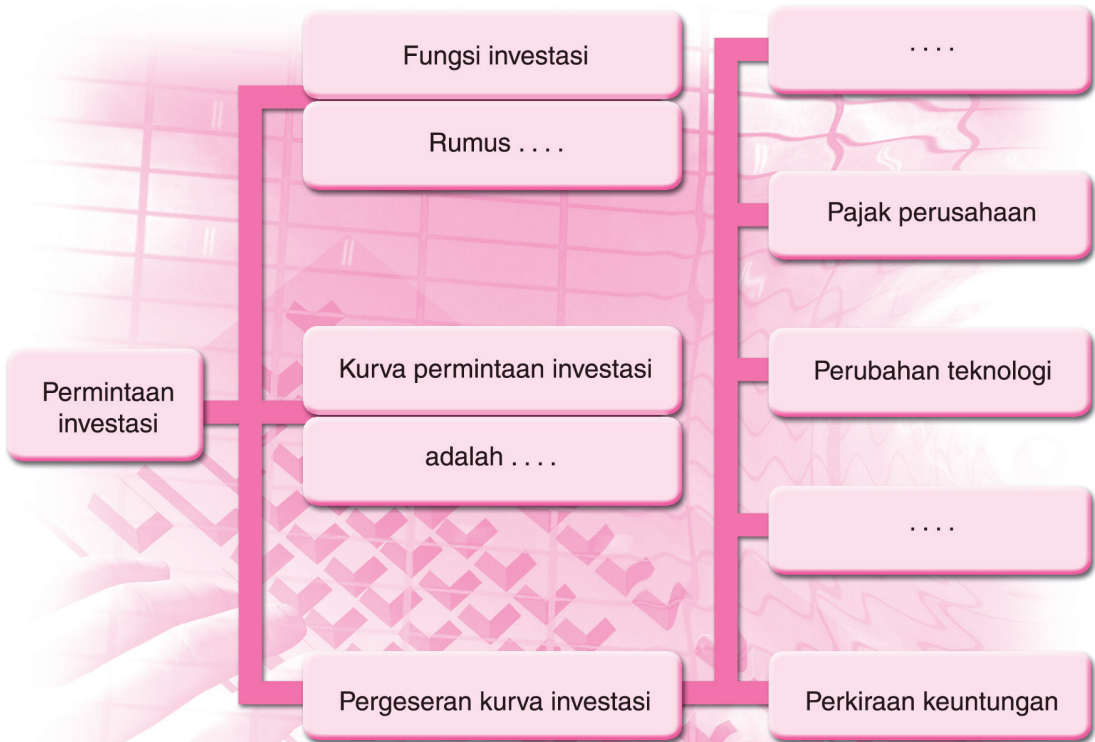 Permintaan
investasi
Fungsi investasi
Rumus . . . .
Kurva permintaan investasi
adalah . . . .
Pergeseran kurva investasi
. . . .
Pajak perusahaan
Perubahan teknologi
. . . .
Perkiraan keuntungan